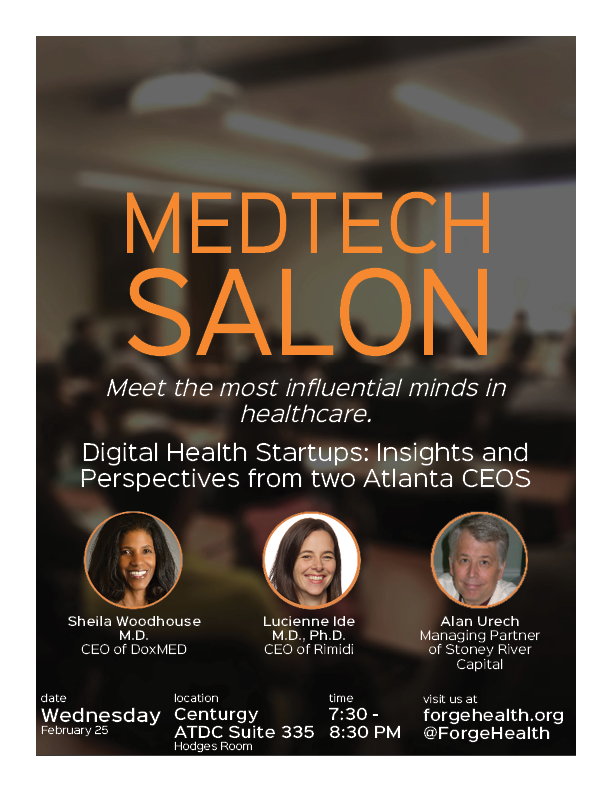 MEDTECH
SALON
Meet the most influential minds in
healthcare.
Digital Health Startups: Insights and
Perspectives from two Atlanta CEOS
Sheila Woodhouse
M.D.
CEO of DoxMED
Lucienne Ide
M.D., Ph.D.
CEO of Rimidi
Alan Urech
Managing Partner
of Stoney River
Capital
date
Wednesday
February 25
location
Centurgy
ATDC Suite 335
Hodges Room
time
7:30 -
8:30 PM
visit us at
forgehealth.org
@ForgeHealth